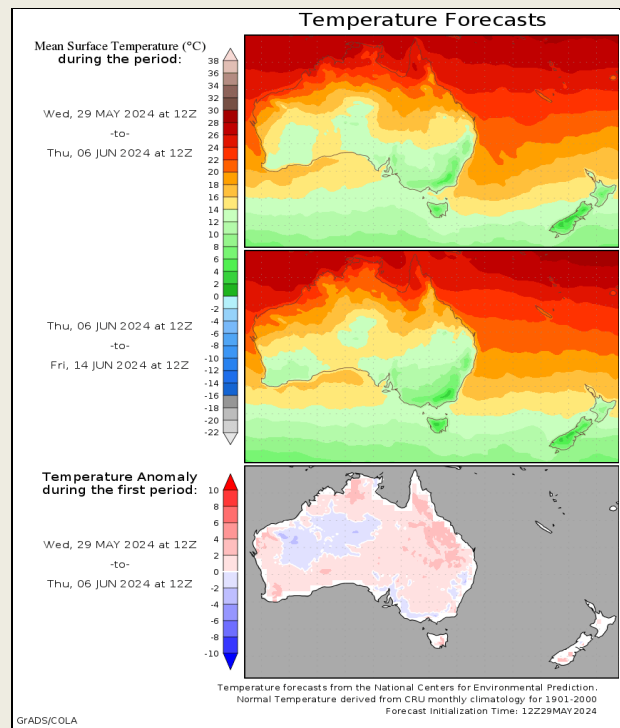 Temperature Forecasts
Mean Surface Temperature (°C)
during the period:
38
36
34
32
30
28
26
24
22
20
18
16
14
12
10
8
6
4
2
0
-2
-4
-6
-8
-10
-12
-14
-16
-18
-20
-22
Wed, 29 MAY 2024 at 12Z
-to-
Thu, 06 JUN 2024 at 12Z
Thu, 06 JUN 2024 at 12Z
-to-
Fri, 14 JUN 2024 at 12Z
Temperature Anomaly
during the first period:
10
8
6
4
2
0
-2
-4
-6
-8
-10
Wed, 29 MAY 2024 at 12Z
-to-
Thu, 06 JUN 2024 at 12Z
Temperature forecasts from the National Centers for Environmental Prediction.
Normal Temperature derived from CRU monthly climatology for 1901-2000
Forecast Initialization Time: 12Z29MAY2024
GrADS/COLA